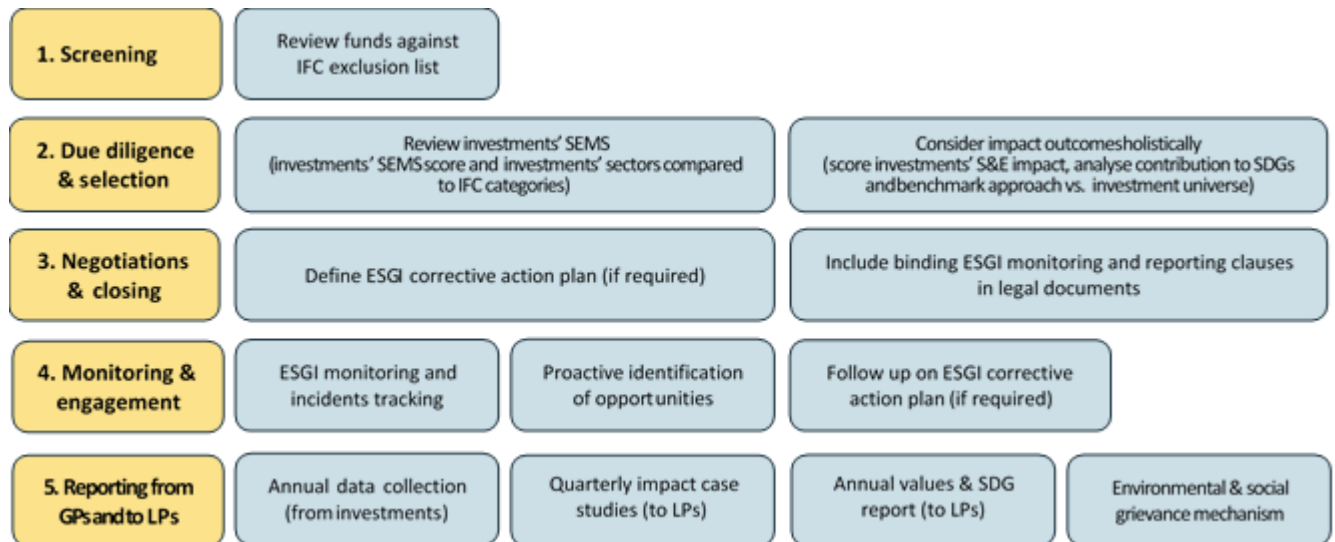 1. Screening
Review funds against
IFC exclusion list
2. Due diligence
& selection
Review investments' SEMS
(investments' SEMS score and investments' sectors compared
to IFC categories)
Consider impact outcomesholistically
(score investments' S&E impact, analyse contribution to SDGs
and benchmark approach vs. investment universe)
3. Negotiations
& closing
Define ESGI corrective action plan (if required)
Include binding ESGI monitoring and reporting clauses
in legal documents
4. Monitoring &
engagement
ESGI monitoring and
incidents tracking
Proactive identification
of opportunities
Follow up on ESGI corrective
action plan (if required)
5. Reporting from
GPs and to LPs
Annual data collection
(from investments)
Quarterly impact case
studies (to LPs)
Annual values & SDG
report (to LPs)
Environmental & social
grievance mechanism